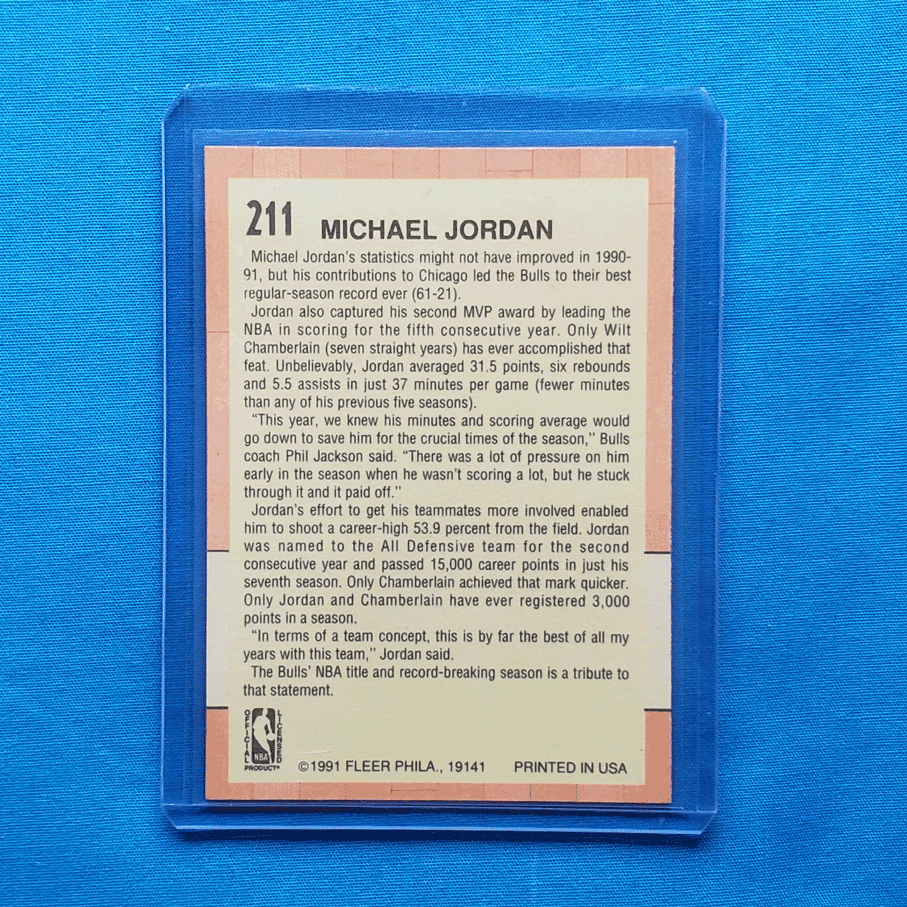 211 MICHAEL JORDAN
Michael Jordan's statistics might not have improved in 1990-
91, but his contributions to Chicago led the Bulls to their best
regular-season record ever (61-21).
Jordan also captured his second MVP award by leading the
NBA in scoring for the fifth consecutive year. Only Wilt
Chamberlain (seven straight years) has ever accomplished that
feat. Unbelievably, Jordan averaged 31.5 points, six rebounds
and 5.5 assists in just 37 minutes per game (fewer minutes
than any of his previous five seasons).
"This year, we knew his minutes and scoring average would
go down to save him for the crucial times of the season," Bulls
coach Phil Jackson said. "There was a lot of pressure on him
early in the season when he wasn't scoring a lot, but he stuck
through it and it paid off."
Jordan's effort to get his teammates more involved enabled
him to shoot a career-high 53.9 percent from the field. Jordan
was named to the All Defensive team for the second
consecutive year and passed 15,000 career points in just his
seventh season. Only Chamberlain achieved that mark quicker.
Only Jordan and Chamberlain have ever registered 3,000
points in a season.
"In terms of a team concept, this is by far the best of all my
years with this team," Jordan said.
The Bulls' NBA title and record-breaking season is a tribute to
that statement.
OFFICIAL LICENSED
NBA
PRODUCT®
©1991 FLEER PHILA., 19141 PRINTED IN USA